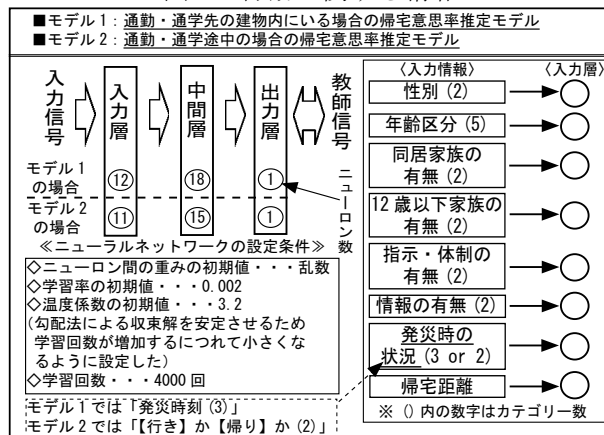 ■モデル1：通勤・通学先の建物内にいる場合の帰宅意思率推定モデル
■モデル2：通勤・通学途中の場合の帰宅意思率推定モデル
入力信号
入力層
中間層
出力層
教師信号
モデル1
の場合
⑫
⑱
①
モデル2
の場合
⑪
⑮
①
ニューロン数
≪ニューラルネットワークの設定条件≫
◇ニューロン間の重みの初期値・・・乱数
◇学習率の初期値・・・0.002
◇温度係数の初期値・・・3.2
(勾配法による収束解を安定させるため
学習回数が増加するにつれて小さくな
るように設定した)
◇学習回数・・・4000回
モデル1では「発災時刻(3)」
モデル2では「【行き】か【帰り】か(2)」
〈入力情報〉
〈入力層〉
性別(2)
年齢区分(5)
同居家族の
有無(2)
12歳以下家族の
有無(2)
指示・体制の
有無(2)
情報の有無(2)
発災時の
状況(3 or 2)
帰宅距離
※()内の数字はカテゴリー数